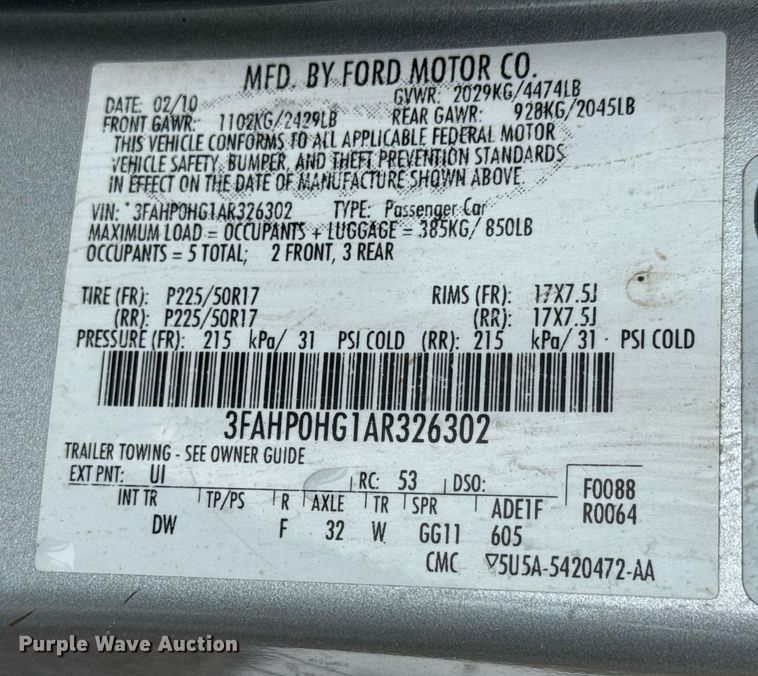 MFD. BY FORD MOTOR CO.
DATE: 02/10 GVWR: 2029KG/4474LB
FRONT GAWR: 1102KG/2429LB REAR GAWR: 928KG/2045LB
THIS VEHICLE CONFORMS TO ALL APPLICABLE FEDERAL MOTOR
VEHICLE SAFETY, BUMPER, AND THEFT PREVENTION STANDARDS
IN EFFECT ON THE DATE OF MANUFACTURE SHOWN ABOVE
VIN: *3FAHP0HG1AR326302 TYPE: Passenger Car
MAXIMUM LOAD = OCCUPANTS + LUGGAGE = 385KG/ 850LB
OCCUPANTS = 5 TOTAL; 2 FRONT, 3 REAR
TIRE (FR): P225/50R17 RIMS (FR): 17X7.5J
(RR): P225/50R17 (RR): 17X7.5J
PRESSURE (FR): 215 kPa/ 31 PSI COLD (RR): 215 kPa/ 31 PSI COLD
3FAHP0HG1AR326302
TRAILER TOWING - SEE OWNER GUIDE
EXT PNT: UI RC: 53 DSO: F0088
INT TR TP/PS R AXLE TR SPR ADE1F R0064
DW F 32 W GG11 605
CMC 5U5A-5420472-AA
Purple Wave Auction